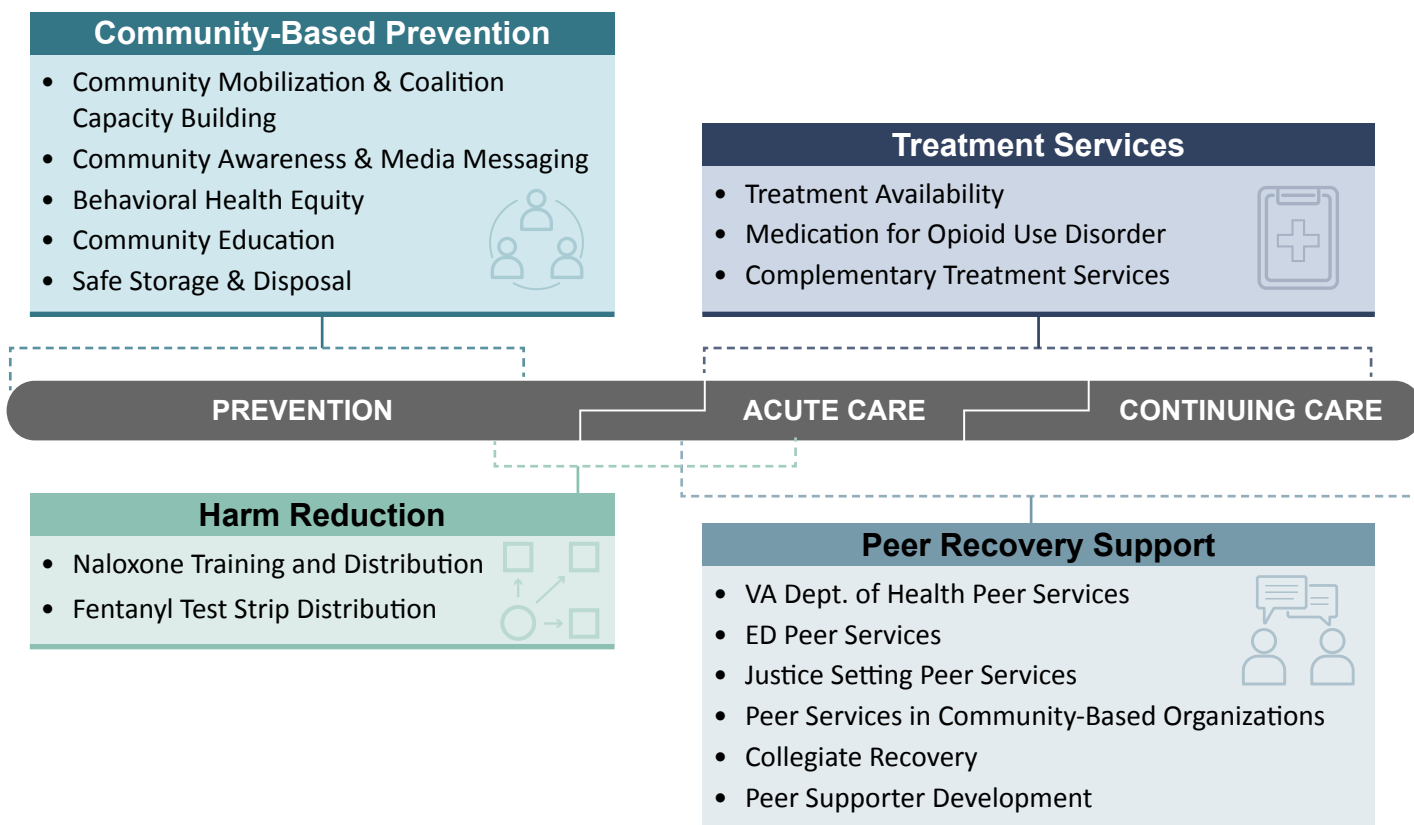 Community-Based Prevention
• Community Mobilization & Coalition
Capacity Building
• Community Awareness & Media Messaging
• Behavioral Health Equity
• Community Education
• Safe Storage & Disposal
Treatment Services
• Treatment Availability
• Medication for Opioid Use Disorder
• Complementary Treatment Services
PREVENTION
ACUTE CARE
CONTINUING CARE
Harm Reduction
• Naloxone Training and Distribution
• Fentanyl Test Strip Distribution
Peer Recovery Support
• VA Dept. of Health Peer Services
• ED Peer Services
• Justice Setting Peer Services
• Peer Services in Community-Based Organizations
• Collegiate Recovery
• Peer Supporter Development